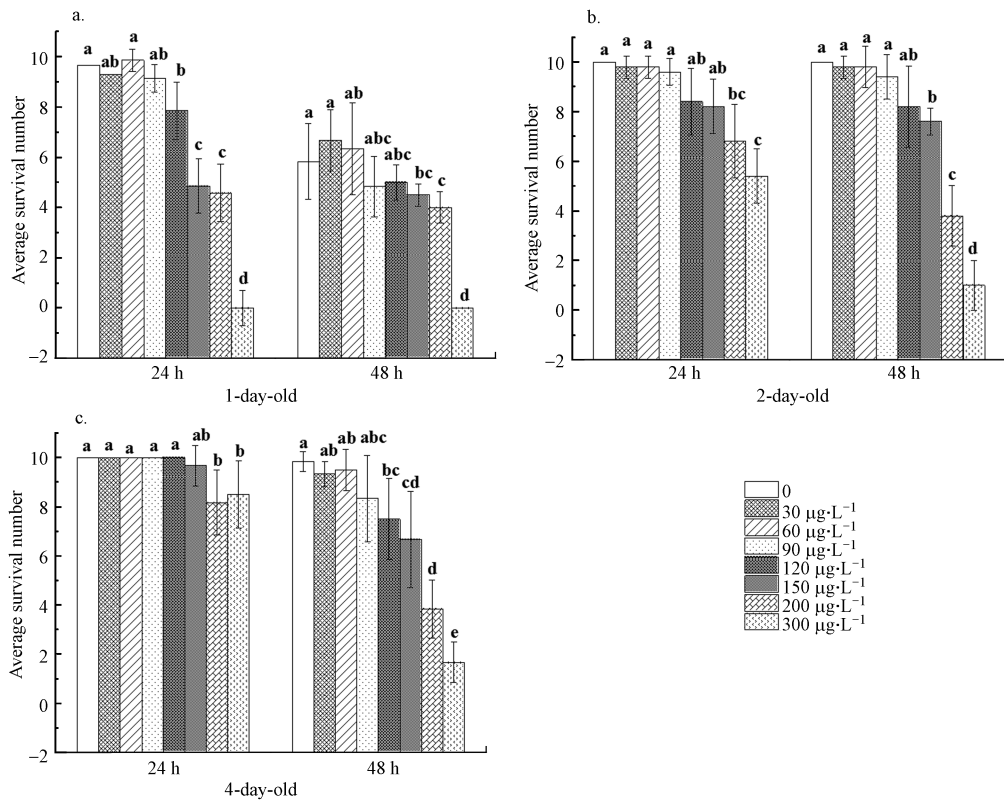 a.
Average survival number
10
8
6
4
2
0
−2
a ab a ab b c c d
a a ab abc abc bc c d
24 h 48 h
1-day-old
b.
Average survival number
10
8
6
4
2
0
−2
a a a a ab ab bc c
a a a a ab b c d
24 h 48 h
2-day-old
c.
Average survival number
10
8
6
4
2
0
−2
a a a a a ab b b
a ab ab abc bc cd d e
24 h 48 h
4-day-old
0
30 μg·L⁻¹
60 μg·L⁻¹
90 μg·L⁻¹
120 μg·L⁻¹
150 μg·L⁻¹
200 μg·L⁻¹
300 μg·L⁻¹